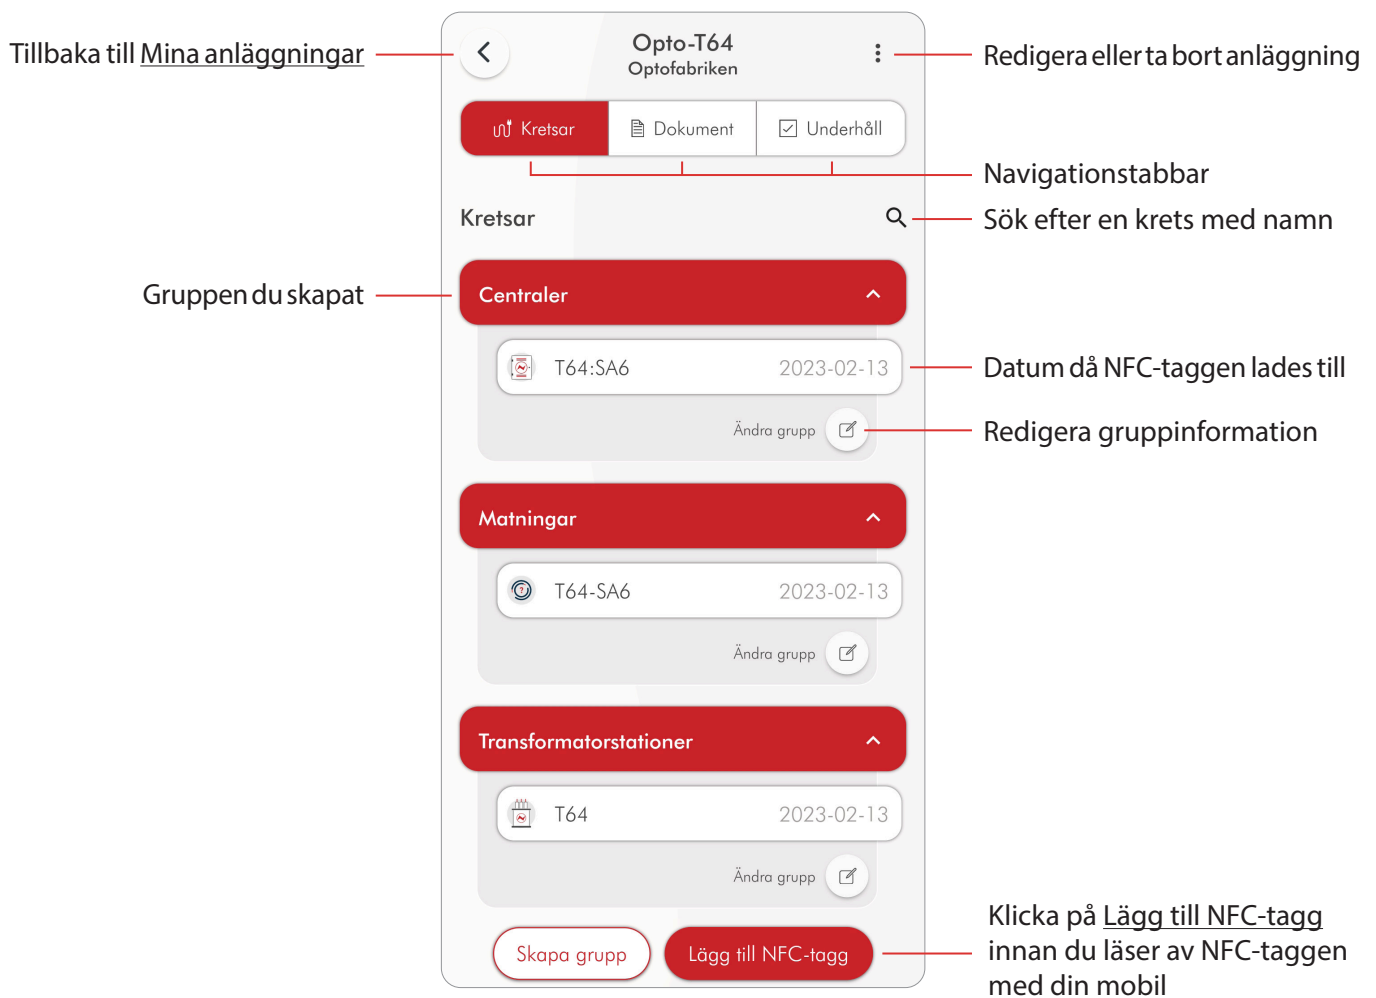 Opto-T64
Optofabriken
Tillbaka till Mina anläggningar
Redigera eller ta bort anläggning
Kretsar
Dokument
Underhåll
Navigationstabbar
Kretsar
Sök efter en krets med namn
Gruppen du skapat
Centraler
T64:SA6
2023-02-13
Datum då NFC-taggen lades till
Ändra grupp
Redigera gruppinformation
Matningar
T64-SA6
2023-02-13
Ändra grupp
Transformatorstationer
T64
2023-02-13
Ändra grupp
Skapa grupp
Lägg till NFC-tagg
Klicka på Lägg till NFC-tagg
innan du läser av NFC-taggen
med din mobil